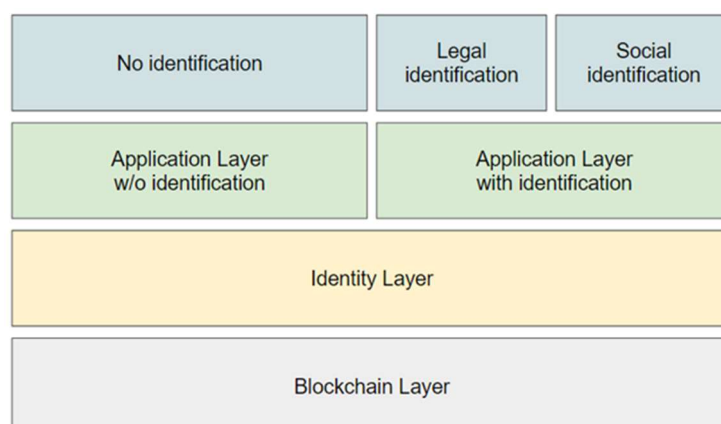 No identification
Legal
identification
Social
identification
Application Layer
w/o identification
Application Layer
with identification
Identity Layer
Blockchain Layer